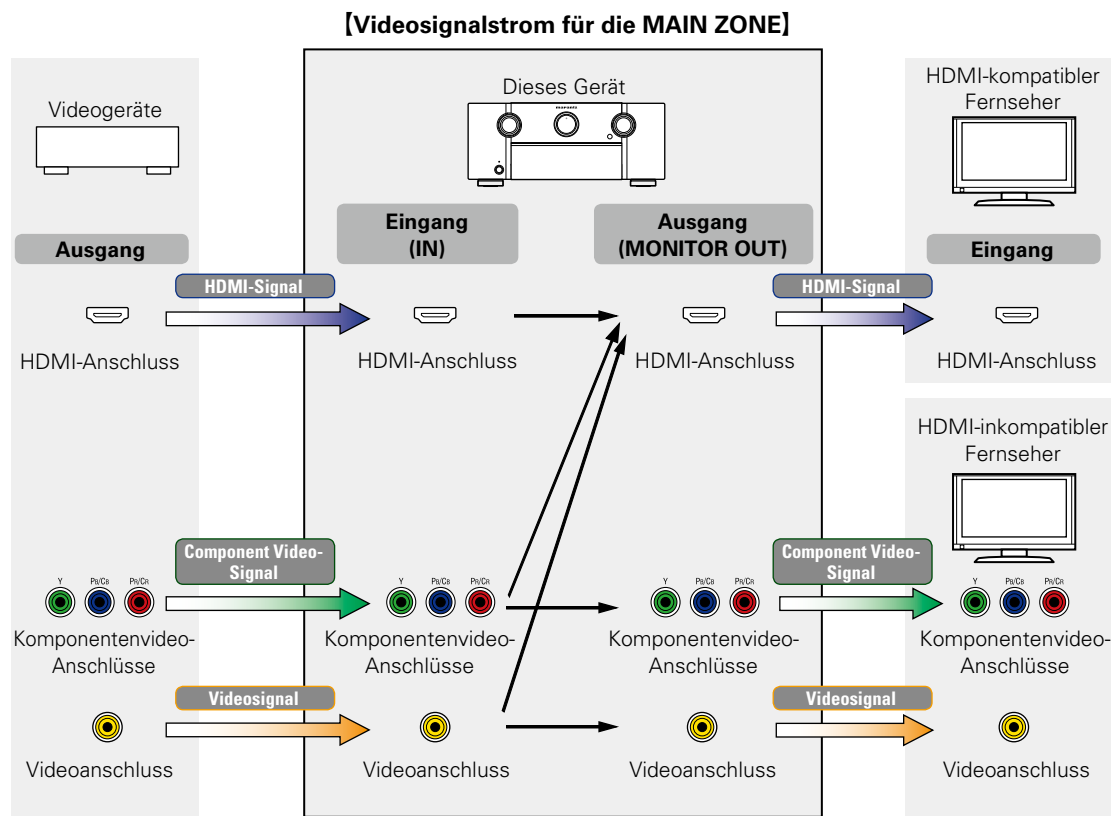 【Videosignalstrom für die MAIN ZONE】
Videogeräte
Dieses Gerät
marantz
HDMI-kompatibler
Fernseher
Ausgang
Eingang
(IN)
Ausgang
(MONITOR OUT)
Eingang
HDMI-Signal
HDMI-Signal
HDMI-Anschluss
HDMI-Anschluss
HDMI-Anschluss
HDMI-Anschluss
HDMI-inkompatibler
Fernseher
Component Video-
Signal
Component Video-
Signal
Y PB/CB PR/CR
Y PB/CB PR/CR
Y PB/CB PR/CR
Y PB/CB PR/CR
Komponentenvideo-
Anschlüsse
Komponentenvideo-
Anschlüsse
Komponentenvideo-
Anschlüsse
Komponentenvideo-
Anschlüsse
Videosignal
Videosignal
Videoanschluss
Videoanschluss
Videoanschluss
Videoanschluss